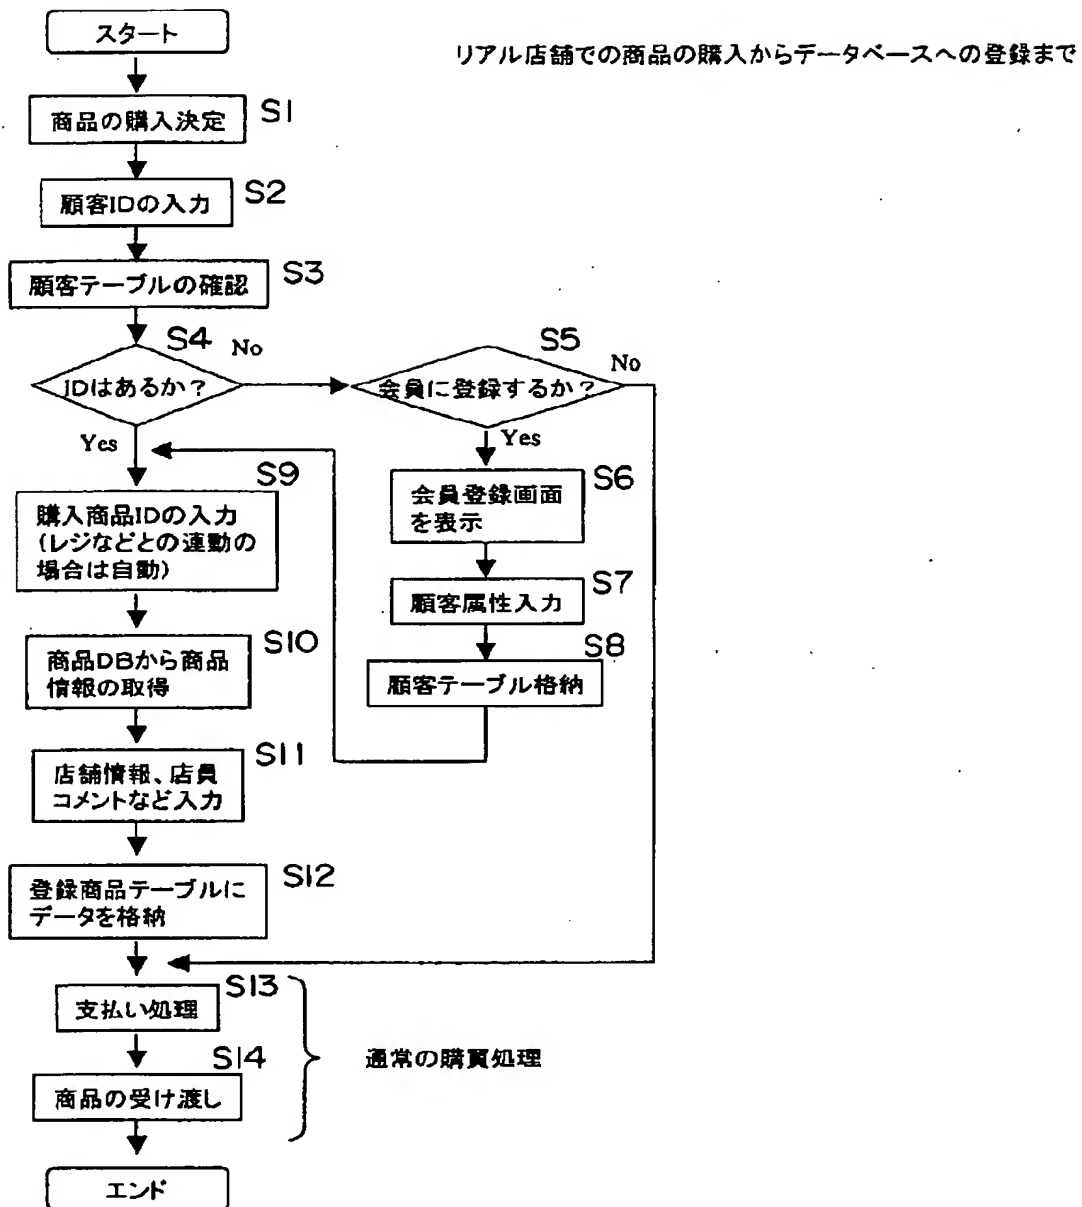 スタート
リアル店舗での商品の購入からデータベースへの登録まで
商品の購入決定
S1
顧客IDの入力
S2
顧客テーブルの確認
S3
S4
No
IDはあるか?
S5
No
会員に登録するか?
Yes
Yes
S6
会員登録画面
を表示
S7
顧客属性入力
S8
顧客テーブル格納
S9
購入商品IDの入力
(レジなどとの連動の
場合は自動)
S10
商品DBから商品
情報の取得
S11
店舗情報、店員
コメントなど入力
S12
登録商品テーブルに
データを格納
S13
支払い処理
S14
通常の購買処理
商品の受け渡し
エンド